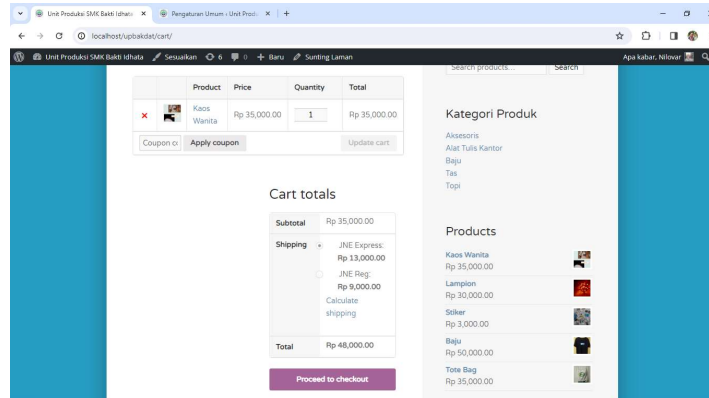 Unit Produksi SMK Bakti Idhata
Pengaturan Umum ‹ Unit Produ
localhost/upbakdat/cart/
Unit Produksi SMK Bakti Idhata Sesuaikan 6 0 Baru Sunting Laman Apa kabar, Nilovar
Search products... Search
Product Price Quantity Total
Kaos
Wanita
Rp 35,000.00 1 Rp 35,000.00
Coupon co Apply coupon Update cart
Cart totals
Subtotal Rp 35,000.00
Shipping JNE Express:
Rp 13,000.00
JNE Reg:
Rp 9,000.00
Calculate
shipping
Total Rp 48,000.00
Proceed to checkout
Kategori Produk
Aksesoris
Alat Tulis Kantor
Baju
Tas
Topi
Products
Kaos Wanita
Rp 35,000.00
Lampion
Rp 30,000.00
Stiker
Rp 3,000.00
Baju
Rp 50,000.00
Tote Bag
Rp 35,000.00